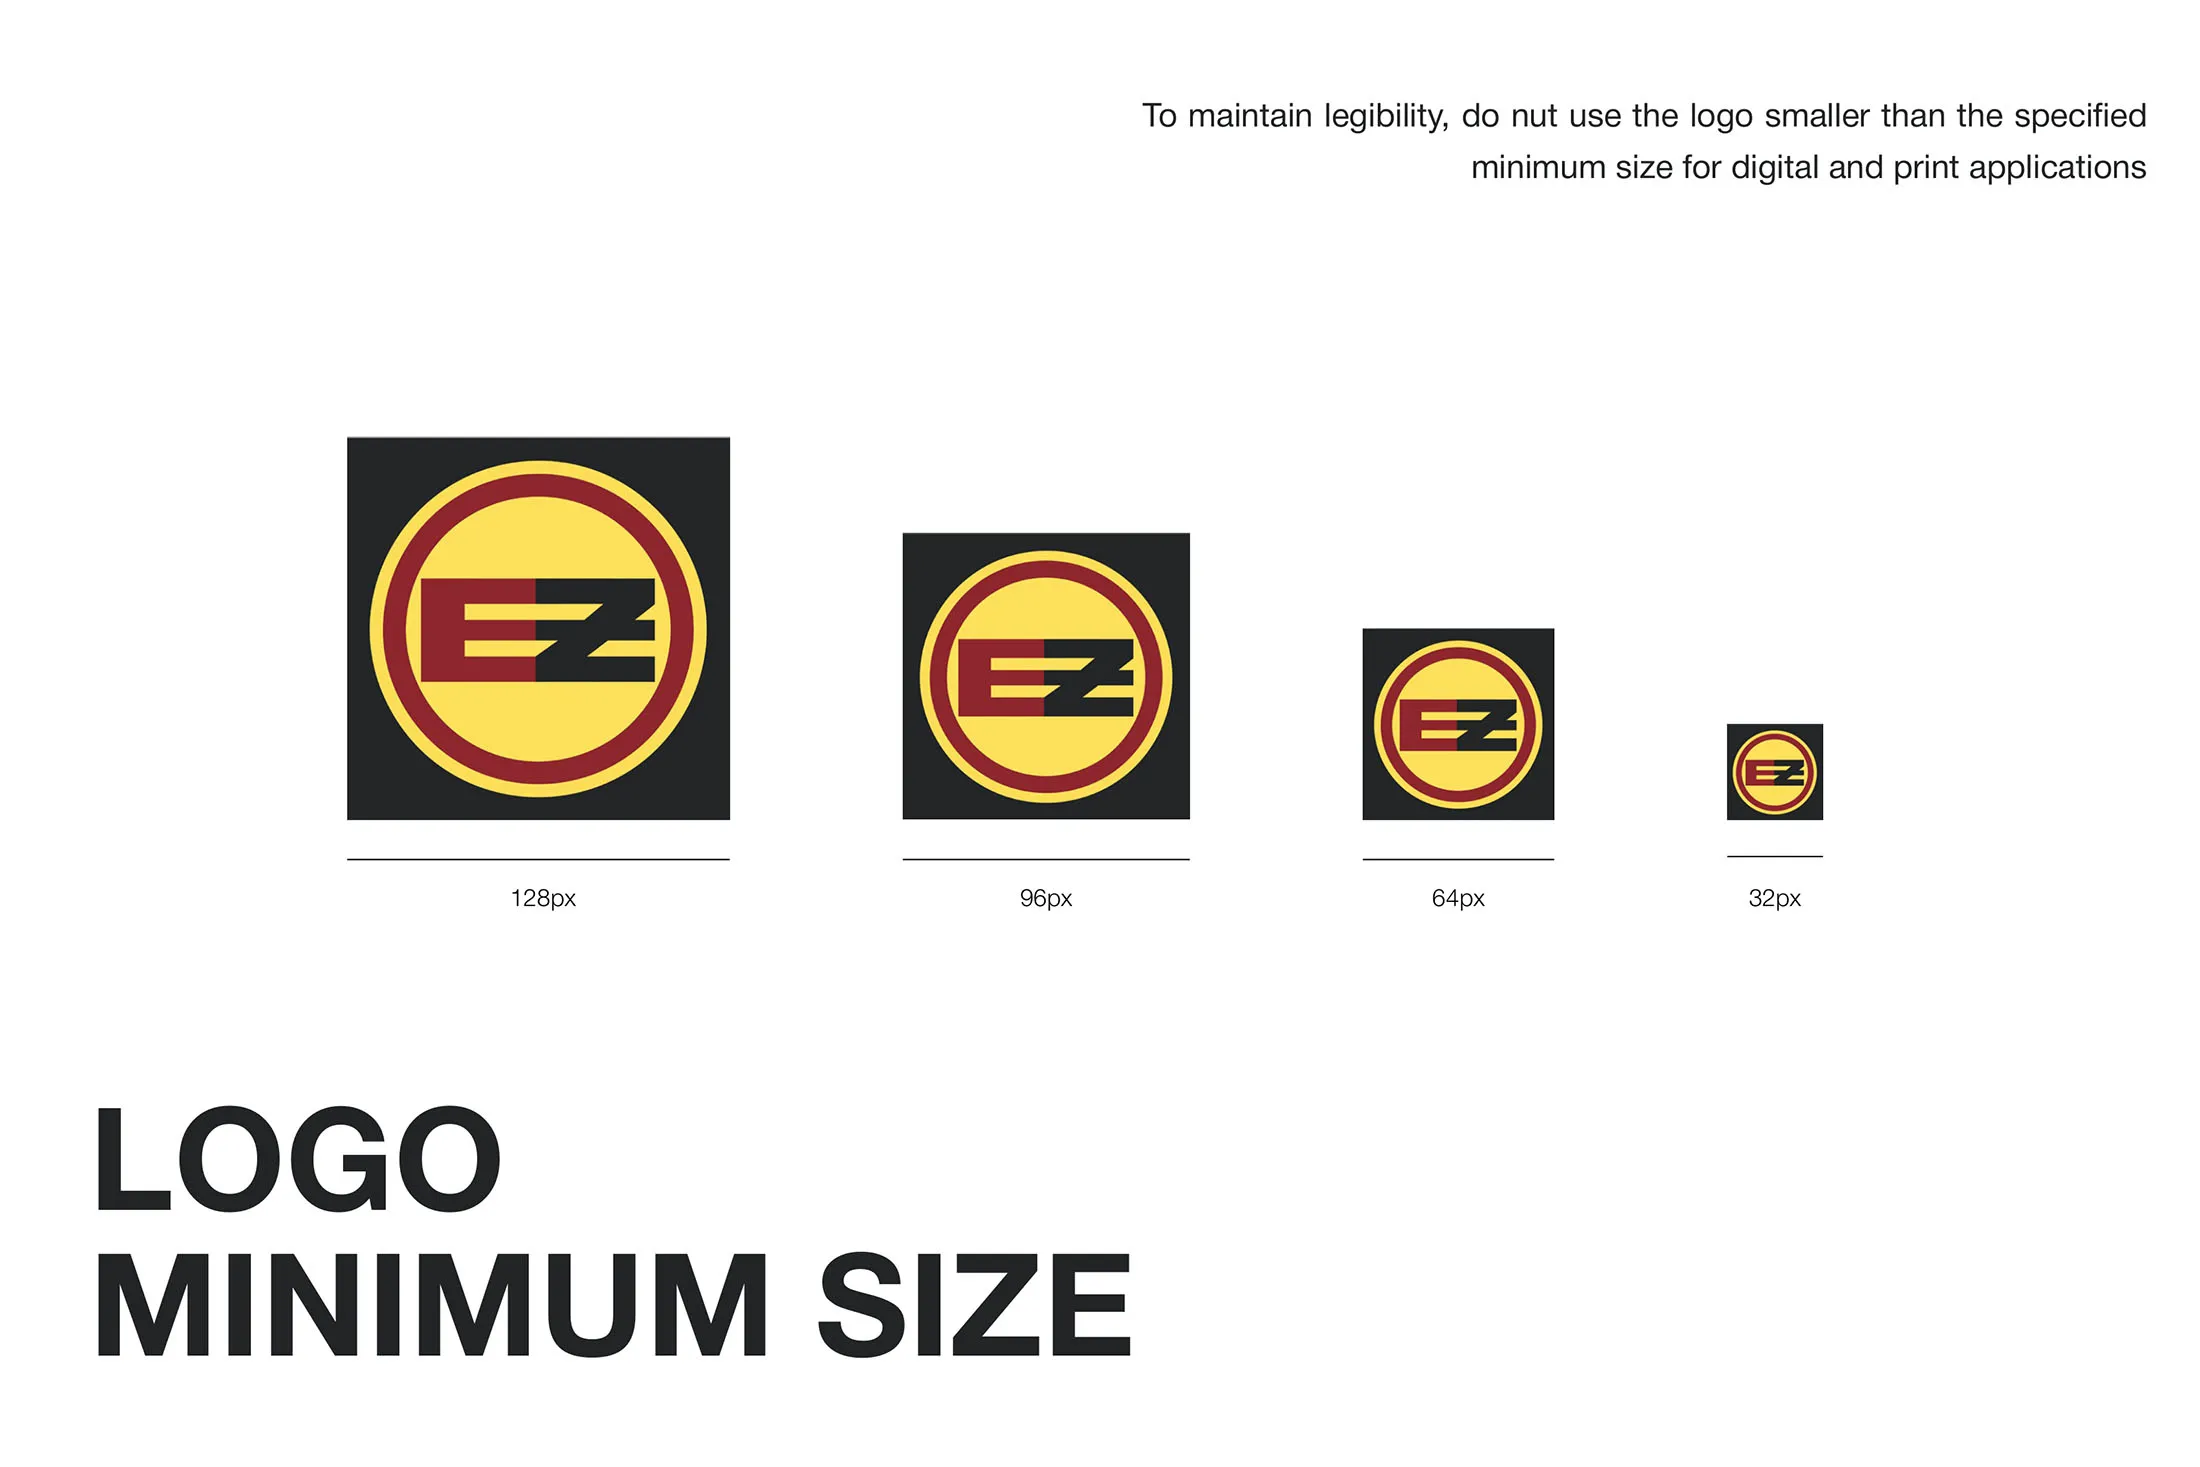 To maintain legibility, do nut use the logo smaller than the specified
minimum size for digital and print applications
EZ
EZ
EZ
EZ
128px
96px
64px
32px
LOGO
MINIMUM SIZE